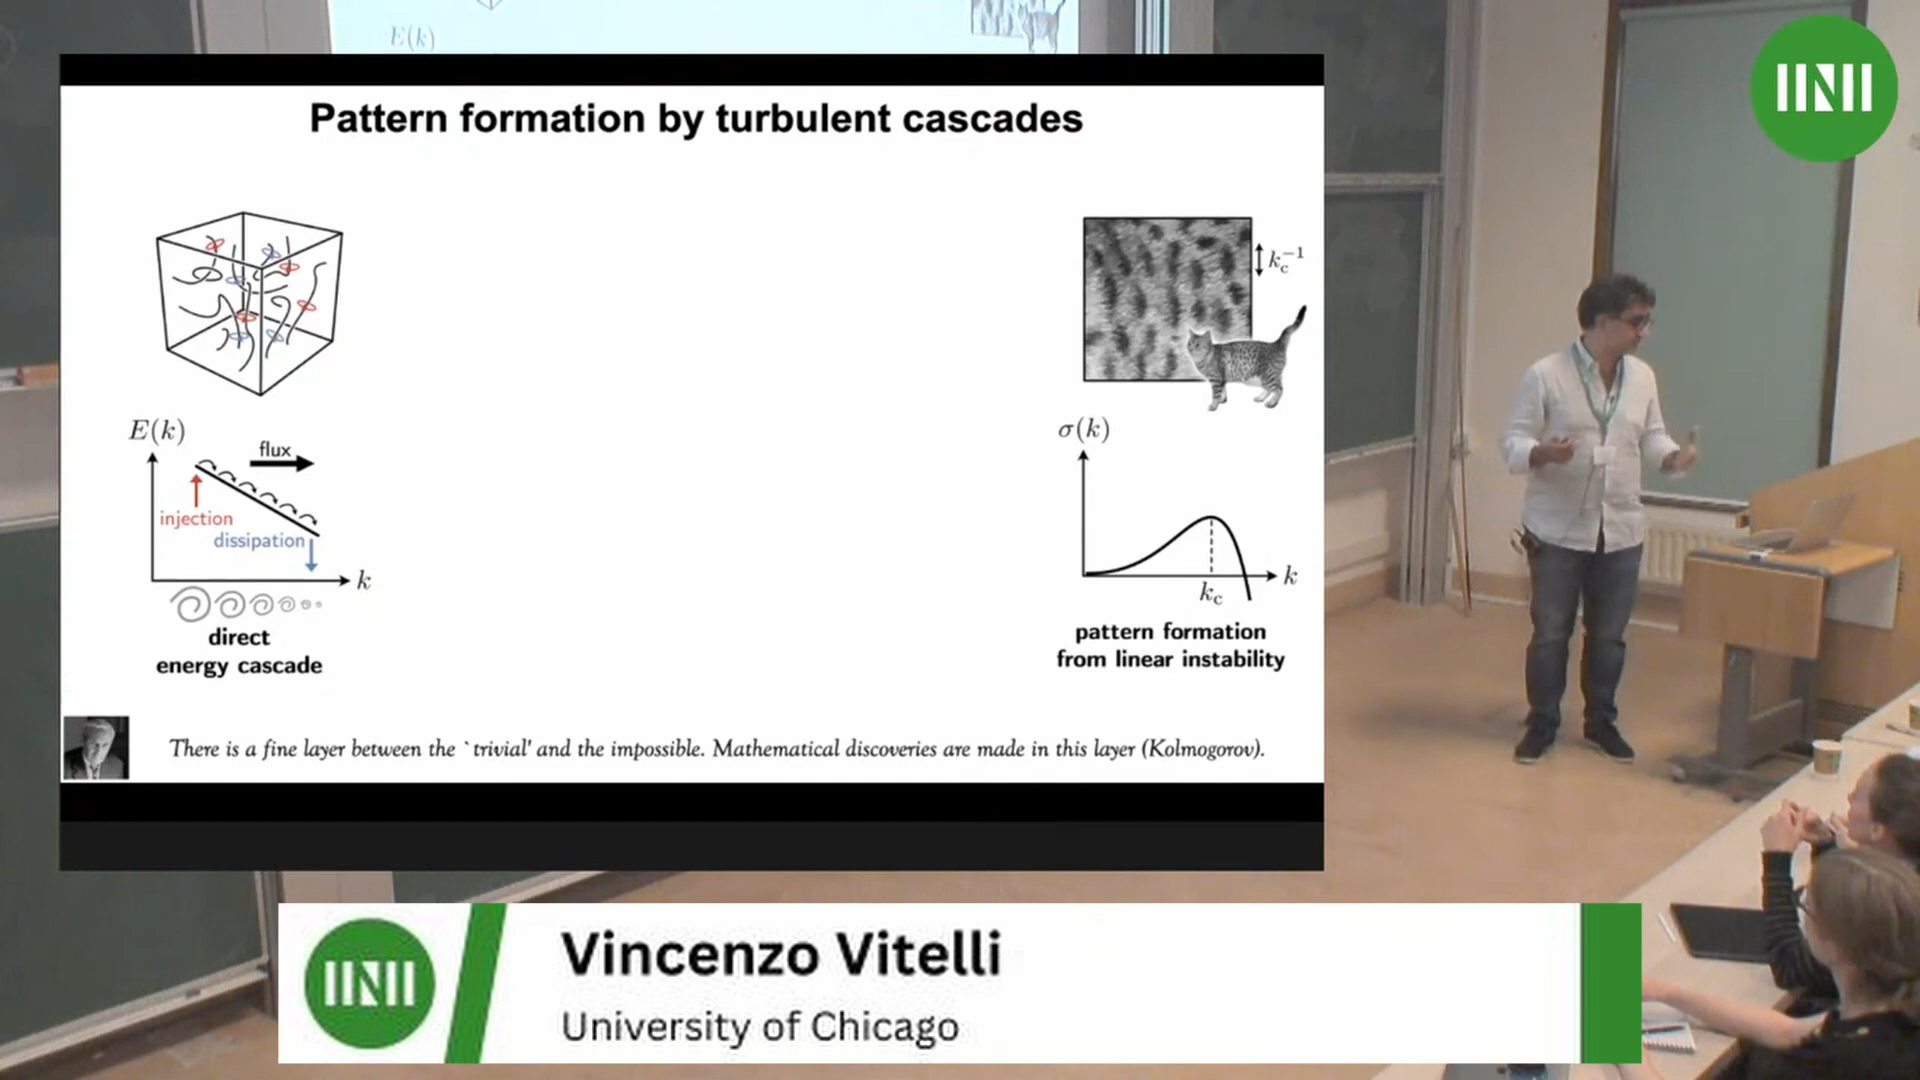 E(k)
Pattern formation by turbulent cascades
k_c^{-1}
E(k)
flux
injection
dissipation
k
direct
energy cascade
σ(k)
k
k_c
pattern formation
from linear instability
There is a fine layer between the `trivial' and the impossible. Mathematical discoveries are made in this layer (Kolmogorov).
Vincenzo Vitelli
University of Chicago